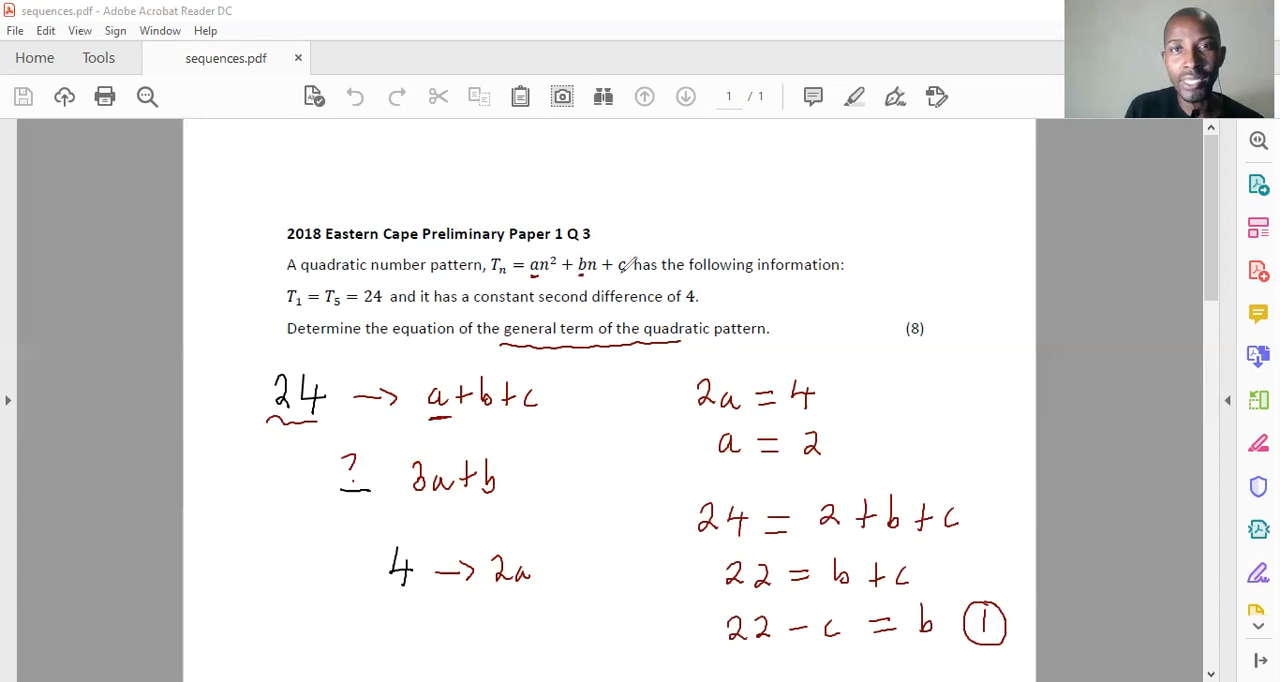 sequences.pdf - Adobe Acrobat Reader DC
File Edit View Sign Window Help
Home Tools sequences.pdf ×
1 / 1
2018 Eastern Cape Preliminary Paper 1 Q 3
A quadratic number pattern, Tₙ = an² + bn + c has the following information:
T₁ = T₅ = 24 and it has a constant second difference of 4.
Determine the equation of the general term of the quadratic pattern. (8)
24 → a+b+c
? 3a+b
4 → 2a
2a = 4
a = 2
24 = 2 + b + c
22 = b + c
22 - c = b ①